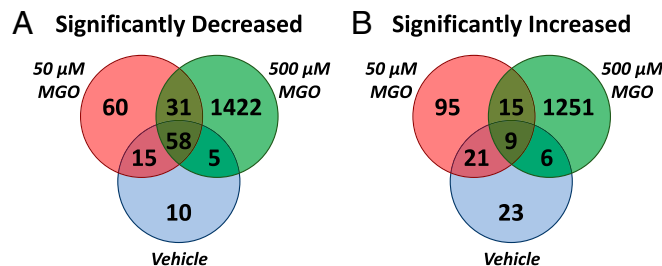 A Significantly Decreased
50 µM
MGO
500 µM
MGO
60
31
1422
58
15
5
10
Vehicle
B Significantly Increased
50 µM
MGO
500 µM
MGO
95
15
1251
9
21
6
23
Vehicle